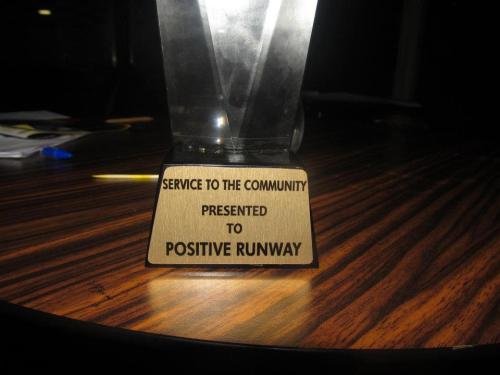 SERVICE TO THE COMMUNITY
PRESENTED
TO
POSITIVE RUNWAY